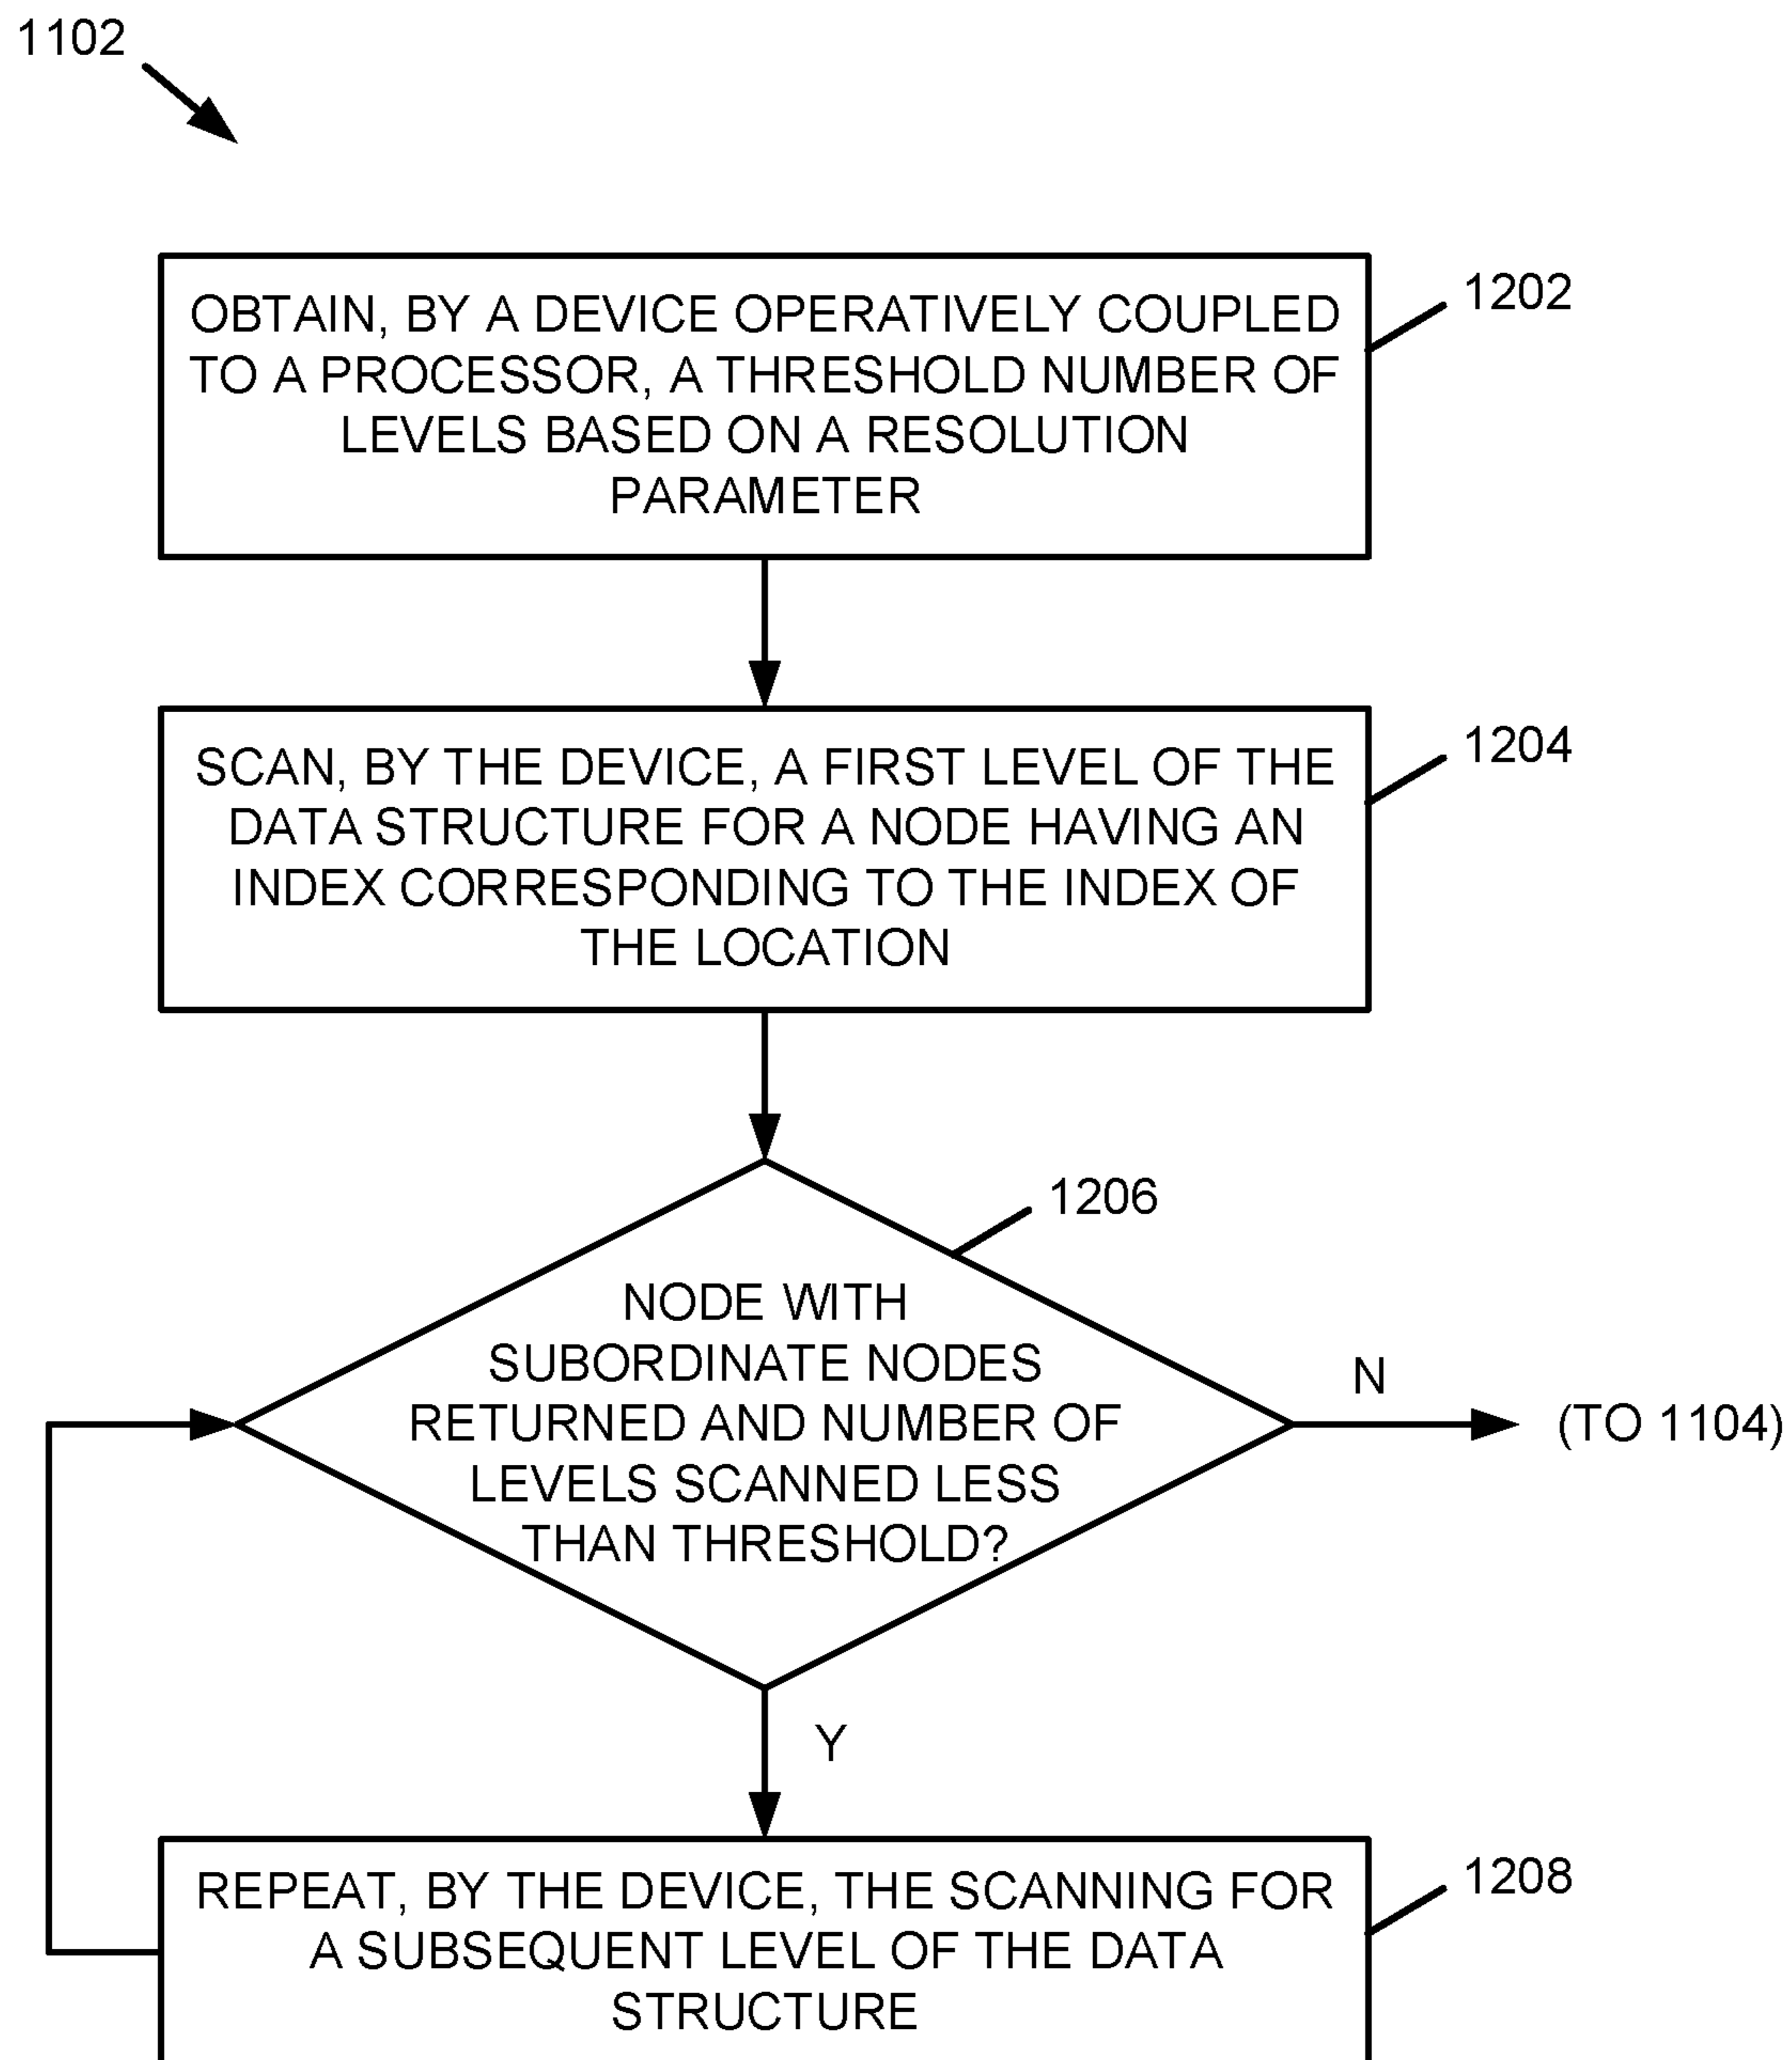 1102
OBTAIN, BY A DEVICE OPERATIVELY COUPLED
TO A PROCESSOR, A THRESHOLD NUMBER OF
LEVELS BASED ON A RESOLUTION
PARAMETER
1202
SCAN, BY THE DEVICE, A FIRST LEVEL OF THE
DATA STRUCTURE FOR A NODE HAVING AN
INDEX CORRESPONDING TO THE INDEX OF
THE LOCATION
1204
1206
NODE WITH
SUBORDINATE NODES
RETURNED AND NUMBER OF
LEVELS SCANNED LESS
THAN THRESHOLD?
N
(TO 1104)
Y
REPEAT, BY THE DEVICE, THE SCANNING FOR
A SUBSEQUENT LEVEL OF THE DATA
STRUCTURE
1208